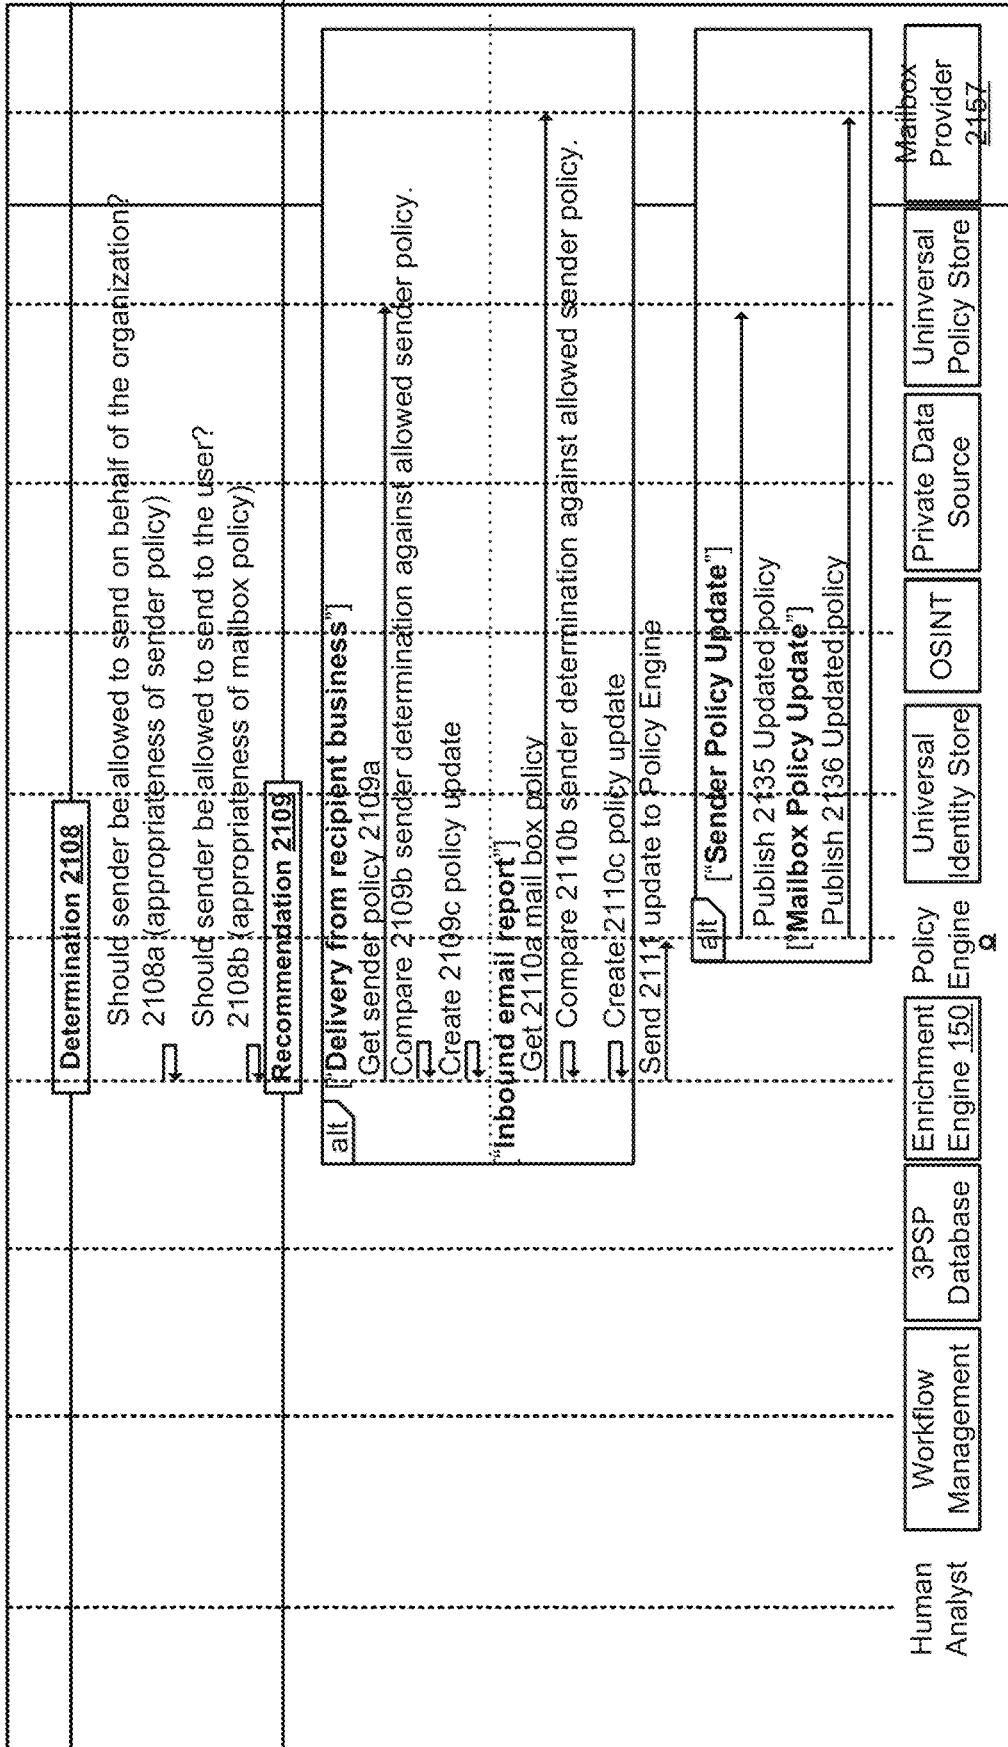 Determination 2108
Should sender be allowed to send on behalf of the organization?
2108a (appropriateness of sender policy)
Should sender be allowed to send to the user?
2108b (appropriateness of mailbox policy)
Recommendation 2109
alt
["Delivery from recipient business"]
Get sender policy 2109a
Compare 2109b sender determination against allowed sender policy.
Create 2109c policy update
"Inbound email report"]
Get 2110a mail box policy
Compare 2110b sender determination against allowed sender policy.
Create 2110c policy update
Send 2111 update to Policy Engine
alt
["Sender Policy Update"]
Publish 2135 Updated policy
["Mailbox Policy Update"]
Publish 2136 Updated policy
Human
Analyst
Workflow
Management
3PSP
Database
Enrichment
Engine 150
Policy
Engine
Universial
Identity Store
OSINT
Private Data
Source
Uninversal
Policy Store
Mailbox
Provider
2157